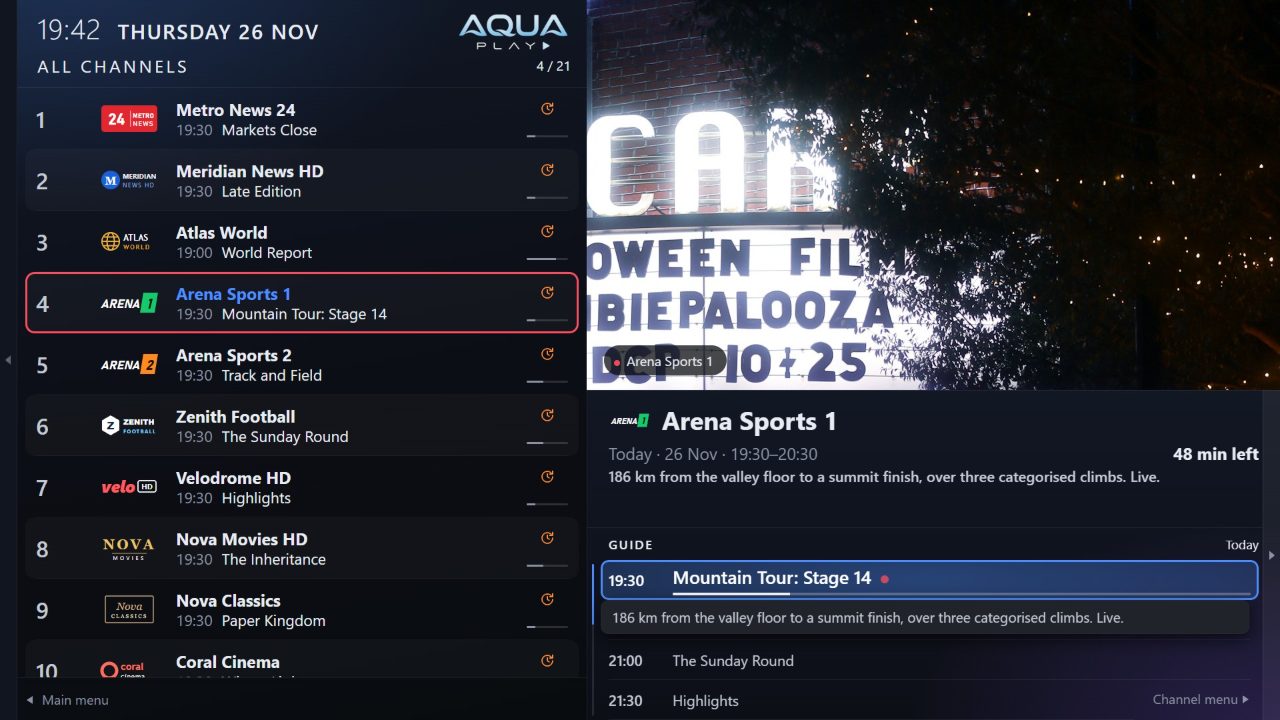 19:42 THURSDAY 26 NOV
AQUA
PLAY
ALL CHANNELS
4 / 21
1
24 METRO NEWS
Metro News 24
19:30 Markets Close
2
M MERIDIAN NEWS HD
Meridian News HD
19:30 Late Edition
3
ATLAS WORLD
Atlas World
19:00 World Report
4
ARENA 1
Arena Sports 1
19:30 Mountain Tour: Stage 14
5
ARENA 2
Arena Sports 2
19:30 Track and Field
6
Z ZENITH FOOTBALL
Zenith Football
19:30 The Sunday Round
7
velo HD
Velodrome HD
19:30 Highlights
8
NOVA MOVIES
Nova Movies HD
19:30 The Inheritance
9
Nova CLASSICS
Nova Classics
19:30 Paper Kingdom
10
coral
Coral Cinema
Main menu
CAR
OWEEN FILM
BIEPALOOZA
DCP 10 25
Arena Sports 1
ARENA 1
Arena Sports 1
Today · 26 Nov · 19:30–20:30
48 min left
186 km from the valley floor to a summit finish, over three categorised climbs. Live.
GUIDE
Today
19:30 Mountain Tour: Stage 14
186 km from the valley floor to a summit finish, over three categorised climbs. Live.
21:00 The Sunday Round
21:30 Highlights
Channel menu